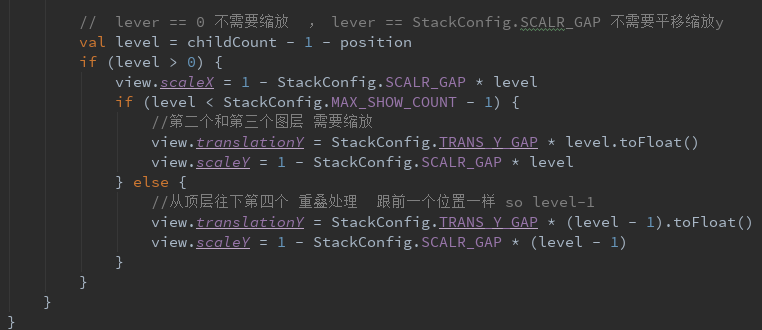 //  lever == 0 不需要缩放  , lever == StackConfig.SCALR_GAP 不需要平移缩放y
val level = childCount - 1 - position
if (level > 0) {
view.scaleX = 1 - StackConfig.SCALR_GAP * level
if (level < StackConfig.MAX_SHOW_COUNT - 1) {
//第二个和第三个图层 需要缩放
view.translationY = StackConfig.TRANS_Y_GAP * level.toFloat()
view.scaleY = 1 - StackConfig.SCALR_GAP * level
} else {
//从顶层往下第四个 重叠处理  跟前一个位置一样 so level-1
view.translationY = StackConfig.TRANS_Y_GAP * (level - 1).toFloat()
view.scaleY = 1 - StackConfig.SCALR_GAP * (level - 1)
}
}
}
}